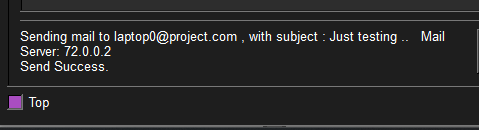 Sending mail to laptop0@project.com , with subject : Just testing .. Mail
Server: 72.0.0.2
Send Success.
Top